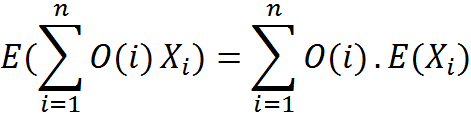 E(∑_{i=1}^{n} O(i) X_i) = ∑_{i=1}^{n} O(i) . E(X_i)